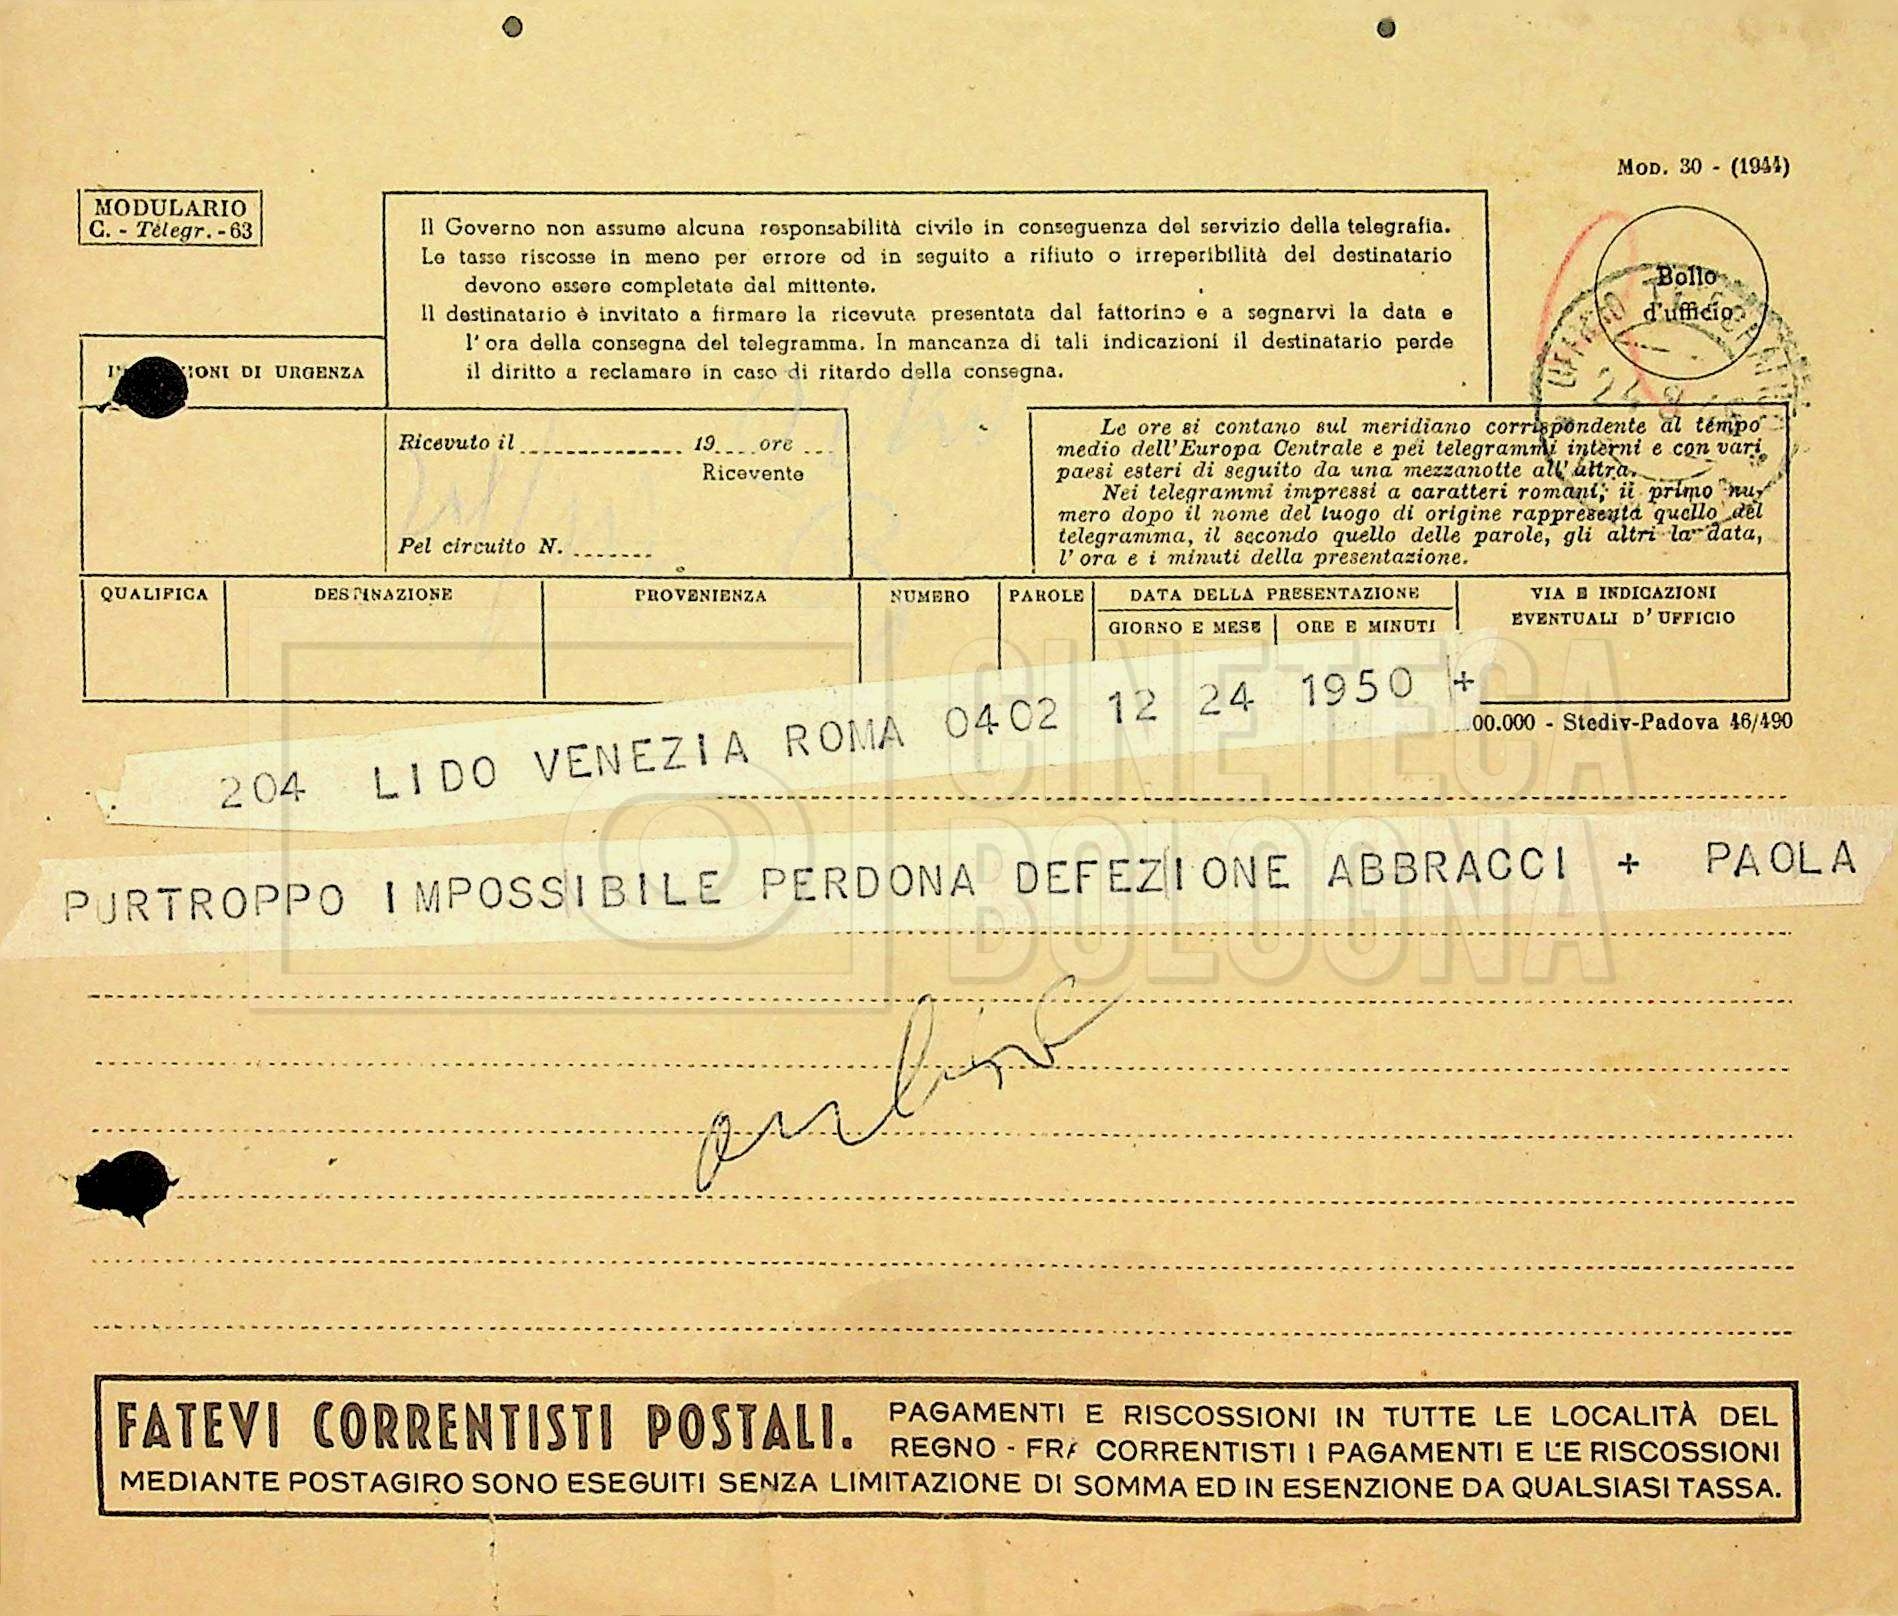 Mod. 30 - (1944)
MODULARIO
C. - Telegr. - 63
Il Governo non assume alcuna responsabilità civile in conseguenza del servizio della telegrafia.
Le tasse riscosse in meno per errore od in seguito a rifiuto o irreperibilità del destinatario
devono essere completate dal mittente.
Il destinatario è invitato a firmare la ricevuta presentata dal fattorino e a segnarvi la data e
l'ora della consegna del telegramma. In mancanza di tali indicazioni il destinatario perde
il diritto a reclamare in caso di ritardo della consegna.
Bollo
d'ufficio
DI URGENZA
Ricevuto il 19 ore
Ricevente
Pel circuito N.
Le ore si contano sul meridiano corrispondente al tempo
medio dell'Europa Centrale e pei telegrammi interni e con vari
paesi esteri di seguito da una mezzanotte all'altra.
Nei telegrammi impressi a caratteri romani, il primo nu-
mero dopo il nome del luogo di origine rappresenta quello del
telegramma, il secondo quello delle parole, gli altri la data,
l'ora e i minuti della presentazione.
QUALIFICA DESTINAZIONE PROVENIENZA NUMERO PAROLE DATA DELLA PRESENTAZIONE VIA E INDICAZIONI
EVENTUALI D'UFFICIO
GIORNO E MESE ORE E MINUTI
00.000 - Stediv-Padova 46/490
204 LIDO VENEZIA ROMA 0402 12 24 1950 +
PURTROPPO IMPOSSIBILE PERDONA DEFEZIONE ABBRACCI + PAOLA
CINETECA
BOLOGNA
FATEVI CORRENTISTI POSTALI. PAGAMENTI E RISCOSSIONI IN TUTTE LE LOCALITÀ DEL
REGNO - FRA CORRENTISTI I PAGAMENTI E LE RISCOSSIONI
MEDIANTE POSTAGIRO SONO ESEGUITI SENZA LIMITAZIONE DI SOMMA ED IN ESENZIONE DA QUALSIASI TASSA.